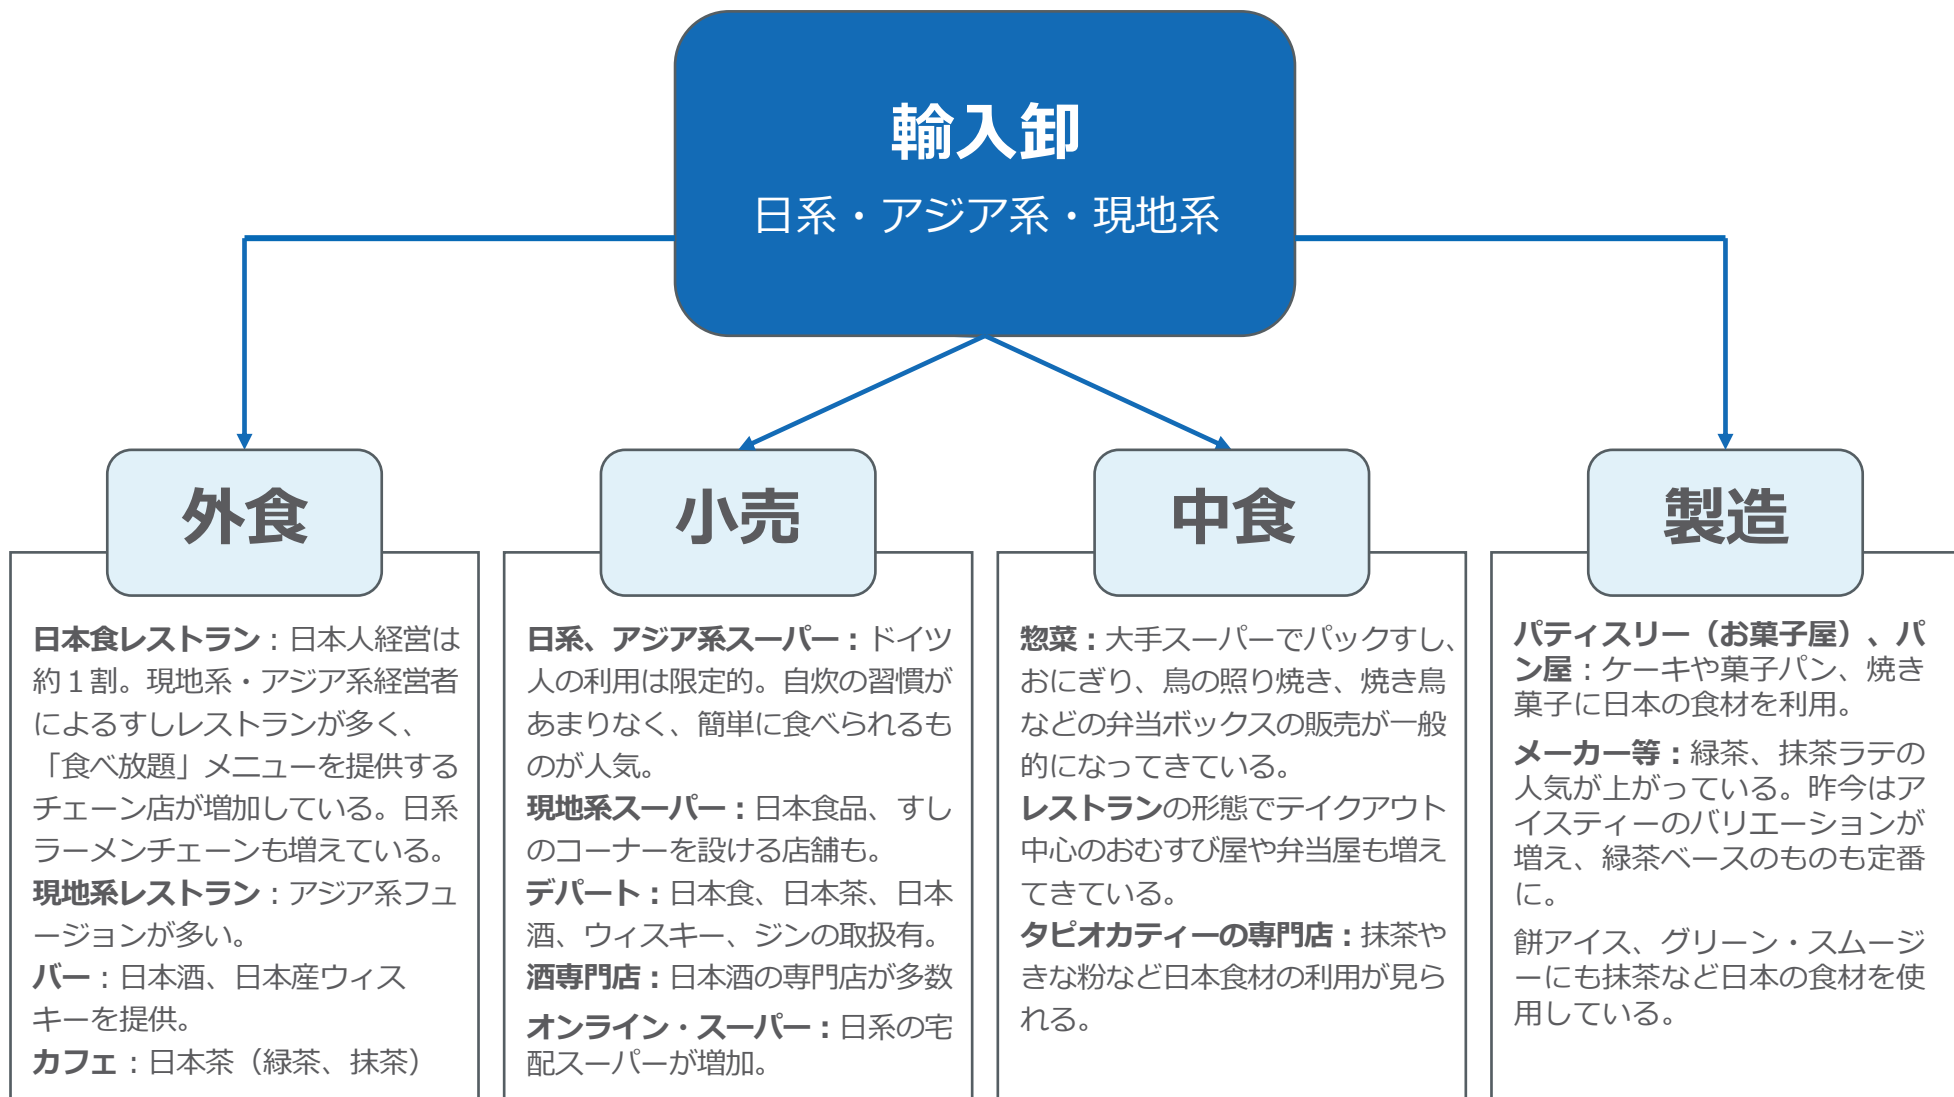 輸入卸
日系・アジア系・現地系
外食
日本食レストラン：日本人経営は
約１割。現地系・アジア系経営者
によるすしレストランが多く、
「食べ放題」メニューを提供する
チェーン店が増加している。日系
ラーメンチェーンも増えている。
現地系レストラン：アジア系フュ
ージョンが多い。
バー：日本酒、日本産ウィス
キーを提供。
カフェ：日本茶（緑茶、抹茶）
小売
日系、アジア系スーパー：ドイツ
人の利用は限定的。自炊の習慣が
あまりなく、簡単に食べられるも
のが人気。
現地系スーパー：日本食品、すし
のコーナーを設ける店舗も。
デパート：日本食、日本茶、日本
酒、ウィスキー、ジンの取扱有。
酒専門店：日本酒の専門店が多数
オンライン・スーパー：日系の宅
配スーパーが増加。
中食
惣菜：大手スーパーでパックすし、
おにぎり、鳥の照り焼き、焼き鳥
などの弁当ボックスの販売が一般
的になってきている。
レストランの形態でテイクアウト
中心のおむすび屋や弁当屋も増え
てきている。
タピオカティーの専門店：抹茶や
きな粉など日本食材の利用が見ら
れる。
製造
パティスリー（お菓子屋）、パ
ン屋：ケーキや菓子パン、焼き
菓子に日本の食材を利用。
メーカー等：緑茶、抹茶ラテの
人気が上がっている。昨今はア
イスティーのバリエーションが
増え、緑茶ベースのものも定番
に。
餅アイス、グリーン・スムージ
ーにも抹茶など日本の食材を使
用している。